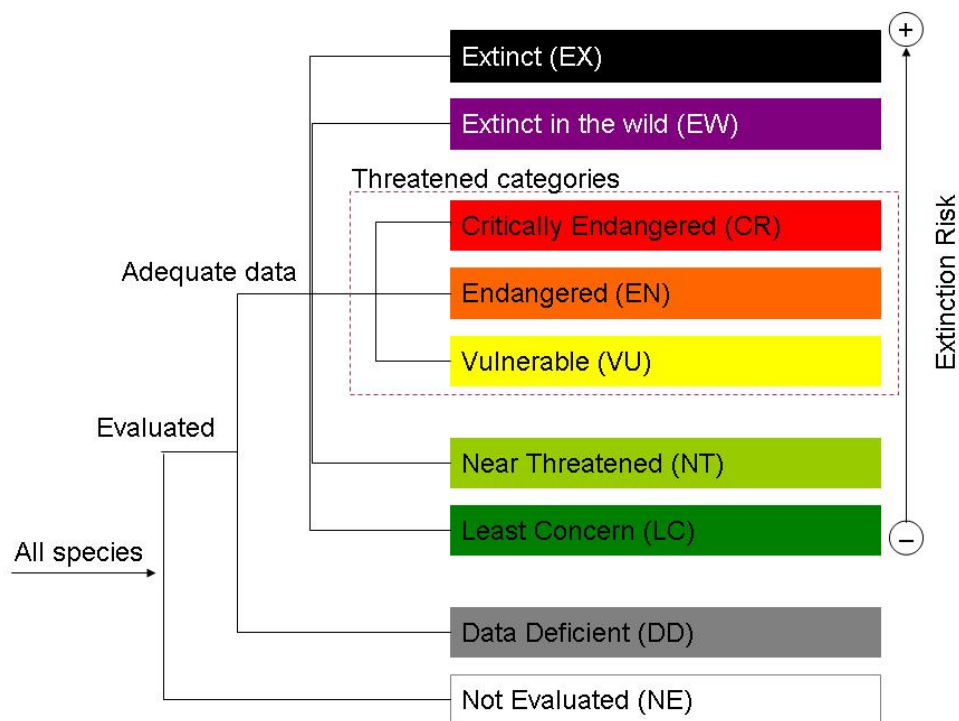 Extinct (EX)
Extinct in the wild (EW)
Threatened categories
Critically Endangered (CR)
Adequate data
Endangered (EN)
Vulnerable (VU)
Evaluated
Near Threatened (NT)
Least Concern (LC)
All species
Data Deficient (DD)
Not Evaluated (NE)
+
Extinction Risk
−